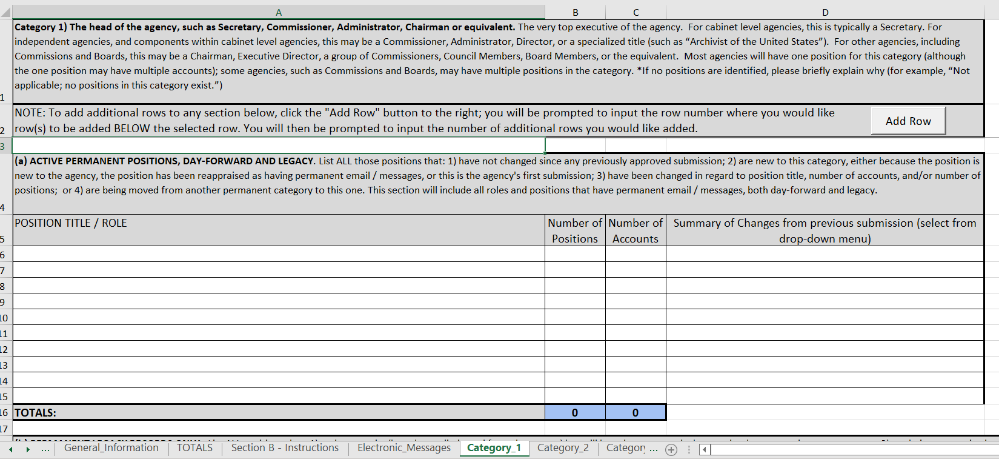 A B C D
1 Category 1) The head of the agency, such as Secretary, Commissioner, Administrator, Chairman or equivalent. The very top executive of the agency.  For cabinet level agencies, this is typically a Secretary. For
independent agencies, and components within cabinet level agencies, this may be a Commissioner, Administrator, Director, or a specialized title (such as “Archivist of the United States”).  For other agencies, including
Commissions and Boards, this may be a Chairman, Executive Director, a group of Commissioners, Council Members, Board Members, or the equivalent.  Most agencies will have one position for this category (although
the one position may have multiple accounts); some agencies, such as Commissions and Boards, may have multiple positions in the category. *If no positions are identified, please briefly explain why (for example, “Not
applicable; no positions in this category exist.”)
2 NOTE: To add additional rows to any section below, click the "Add Row" button to the right; you will be prompted to input the row number where you would like
row(s) to be added BELOW the selected row. You will then be prompted to input the number of additional rows you would like added.
Add Row
3
4 (a) ACTIVE PERMANENT POSITIONS, DAY-FORWARD AND LEGACY. List ALL those positions that: 1) have not changed since any previously approved submission; 2) are new to this category, either because the position is
new to the agency, the position has been reappraised as having permanent email / messages, or this is the agency's first submission; 3) have been changed in regard to position title, number of accounts, and/or number of
positions;  or 4) are being moved from another permanent category to this one. This section will include all roles and positions that have permanent email / messages, both day-forward and legacy.
5 POSITION TITLE / ROLE
Number of
Positions
Number of
Accounts
Summary of Changes from previous submission (select from
drop-down menu)
6
7
8
9
10
11
12
13
14
15
16 TOTALS: 0 0
17
... General_Information TOTALS Section B - Instructions Electronic_Messages Category_1 Category_2 Category ...